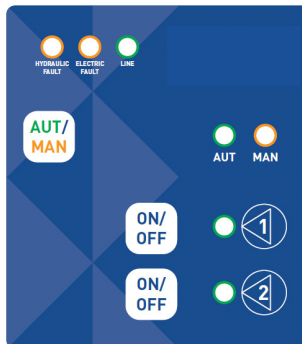 HYDRAULIC FAULT
ELECTRIC FAULT
LINE
AUT/
MAN
AUT
MAN
ON/
OFF
1
ON/
OFF
2